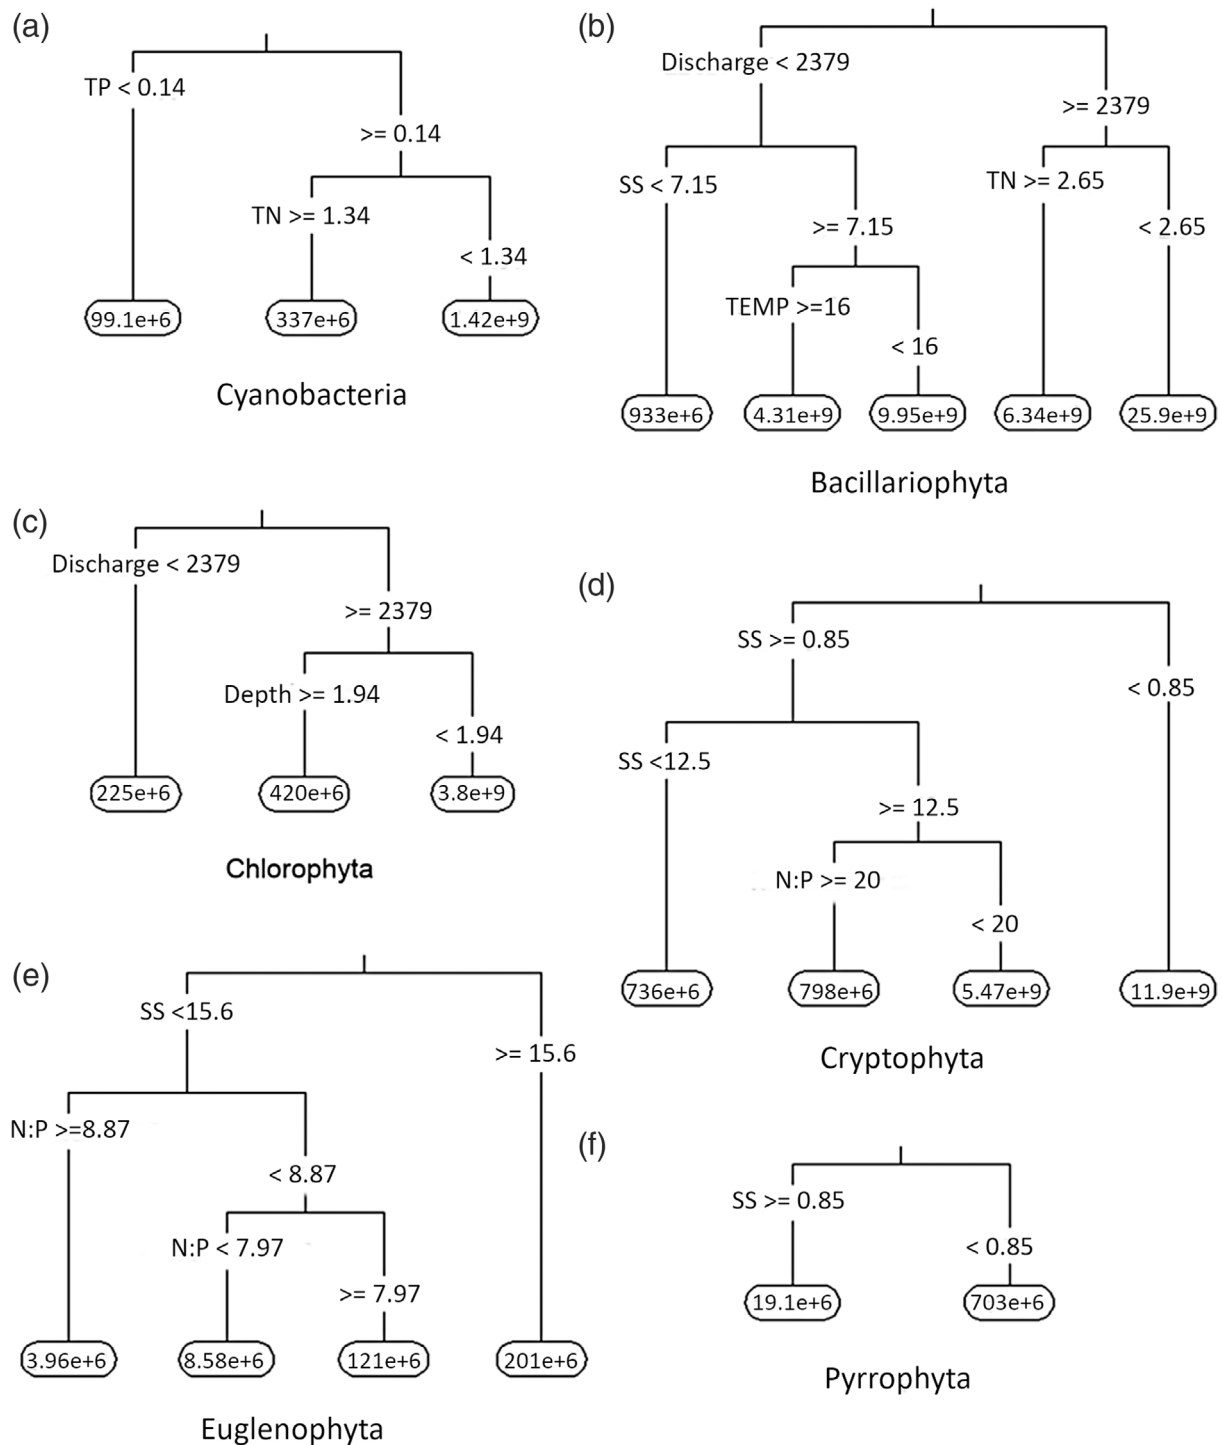 (a)
TP < 0.14
>= 0.14
TN >= 1.34
< 1.34
99.1e+6
337e+6
1.42e+9
Cyanobacteria
(b)
Discharge < 2379
>= 2379
SS < 7.15
>= 7.15
TN >= 2.65
< 2.65
TEMP >=16
< 16
933e+6
4.31e+9
9.95e+9
6.34e+9
25.9e+9
Bacillariophyta
(c)
Discharge < 2379
>= 2379
Depth >= 1.94
< 1.94
225e+6
420e+6
3.8e+9
Chlorophyta
(d)
SS >= 0.85
< 0.85
SS <12.5
>= 12.5
N:P >= 20
< 20
736e+6
798e+6
5.47e+9
11.9e+9
Cryptophyta
(e)
SS <15.6
>= 15.6
N:P >=8.87
< 8.87
N:P < 7.97
>= 7.97
3.96e+6
8.58e+6
121e+6
201e+6
Euglenophyta
(f)
SS >= 0.85
< 0.85
19.1e+6
703e+6
Pyrrophyta